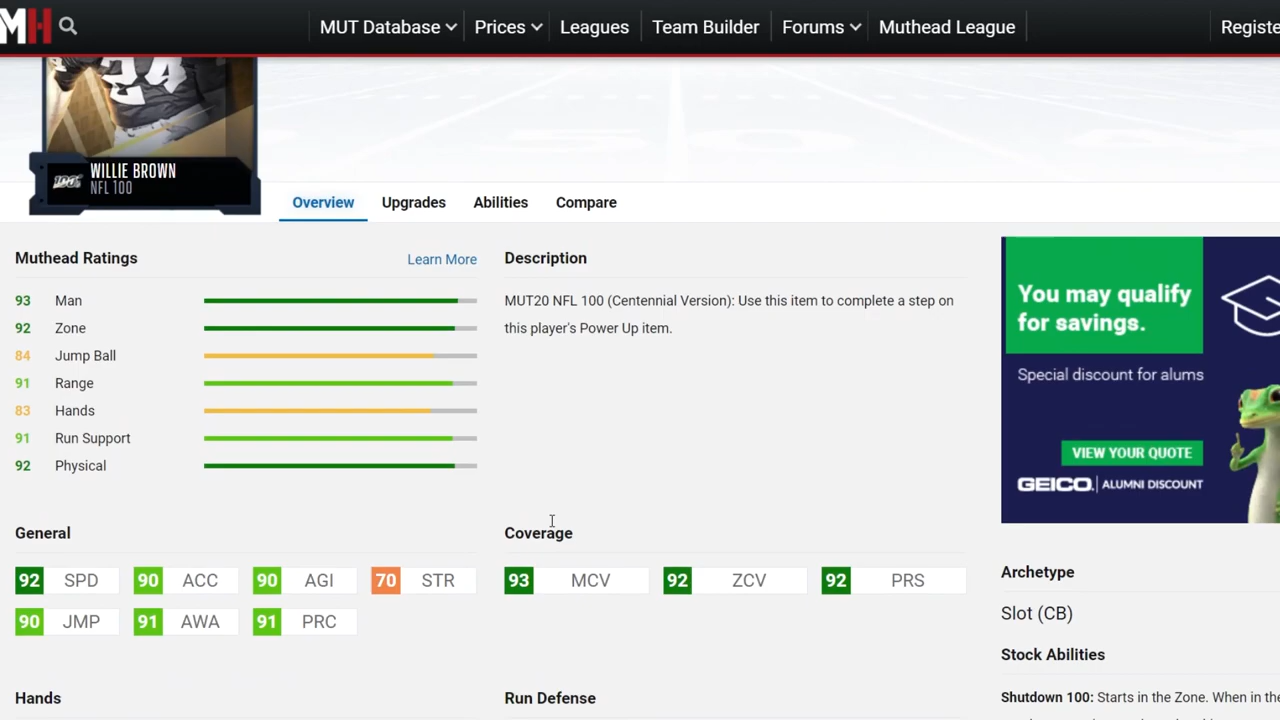 MH
MUT Database
Prices
Leagues
Team Builder
Forums
Muthead League
24
WILLIE BROWN
NFL 100
100
Overview
Upgrades
Abilities
Compare
Muthead Ratings
Learn More
93 Man
92 Zone
84 Jump Ball
91 Range
83 Hands
91 Run Support
92 Physical
Description
MUT20 NFL 100 (Centennial Version): Use this item to complete a step on
this player's Power Up item.
You may qualify
for savings.
Special discount for alums
VIEW YOUR QUOTE
GEICO. | ALUMNI DISCOUNT
General
92 SPD 90 ACC 90 AGI 70 STR
90 JMP 91 AWA 91 PRC
Coverage
93 MCV 92 ZCV 92 PRS
Archetype
Slot (CB)
Stock Abilities
Shutdown 100: Starts in the Zone. When in the
Hands
Run Defense